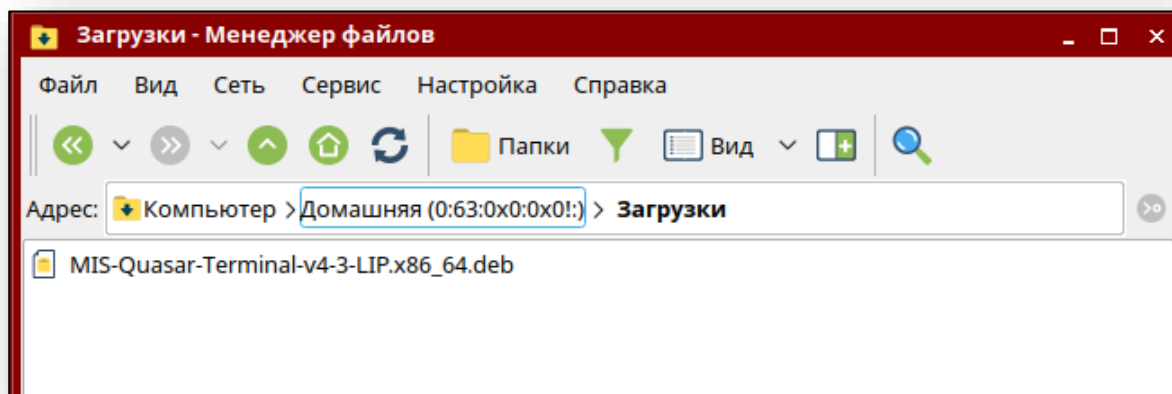 Загрузки - Менеджер файлов
Файл Вид Сеть Сервис Настройка Справка
Папки Вид
Адрес: Компьютер > Домашняя (0:63:0x0:0x0!:) > Загрузки
MIS-Quasar-Terminal-v4-3-LIP.x86_64.deb